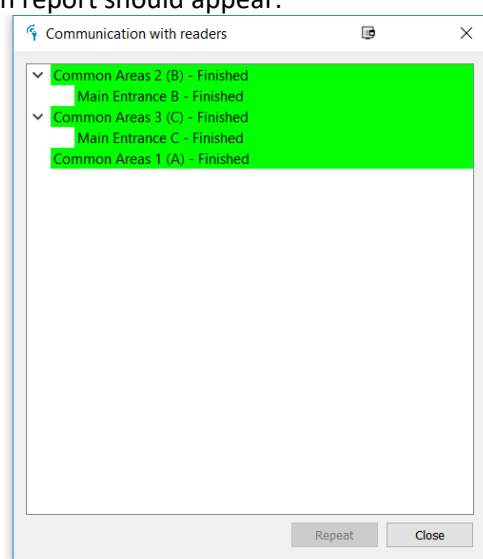 report should appear.
Communication with readers
Common Areas 2 (B) - Finished
Main Entrance B - Finished
Common Areas 3 (C) - Finished
Main Entrance C - Finished
Common Areas 1 (A) - Finished
Repeat
Close